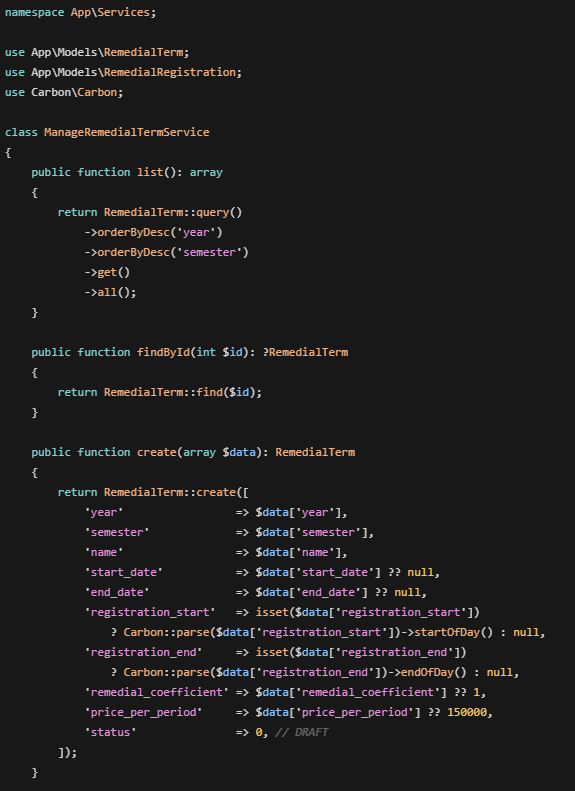 namespace App\Services;

use App\Models\RemedialTerm;
use App\Models\RemedialRegistration;
use Carbon\Carbon;

class ManageRemedialTermService
{
    public function list(): array
    {
        return RemedialTerm::query()
            ->orderByDesc('year')
            ->orderByDesc('semester')
            ->get()
            ->all();
    }

    public function findById(int $id): ?RemedialTerm
    {
        return RemedialTerm::find($id);
    }

    public function create(array $data): RemedialTerm
    {
        return RemedialTerm::create([
            'year'                 => $data['year'],
            'semester'             => $data['semester'],
            'name'                 => $data['name'],
            'start_date'           => $data['start_date'] ?? null,
            'end_date'             => $data['end_date'] ?? null,
            'registration_start'   => isset($data['registration_start'])
                ? Carbon::parse($data['registration_start'])->startOfDay() : null,
            'registration_end'     => isset($data['registration_end'])
                ? Carbon::parse($data['registration_end'])->endOfDay() : null,
            'remedial_coefficient' => $data['remedial_coefficient'] ?? 1,
            'price_per_period'     => $data['price_per_period'] ?? 150000,
            'status'               => 0, // DRAFT
        ]);
    }